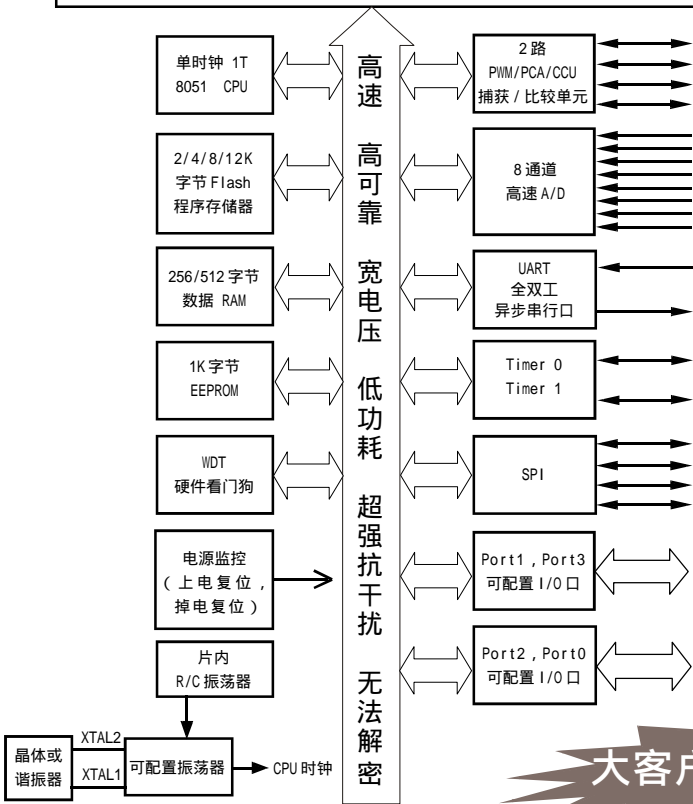 单时钟 1T
8051 CPU
2/4/8/12K
字节 Flash
程序存储器
256/512 字节
数据 RAM
1K 字节
EEPROM
WDT
硬件看门狗
电源监控
(上电复位,
掉电复位)
片内
R/C 振荡器
晶体或
谐振器
XTAL2
XTAL1
可配置振荡器
CPU 时钟
高速 高可靠 宽电压 低功耗 超强抗干扰 无法解密
2 路
PWM/PCA/CCU
捕获/比较单元
8 通道
高速 A/D
UART
全双工
异步串行口
Timer 0
Timer 1
SPI
Port1,Port3
可配置 I/O 口
Port2,Port0
可配置 I/O 口
大客户